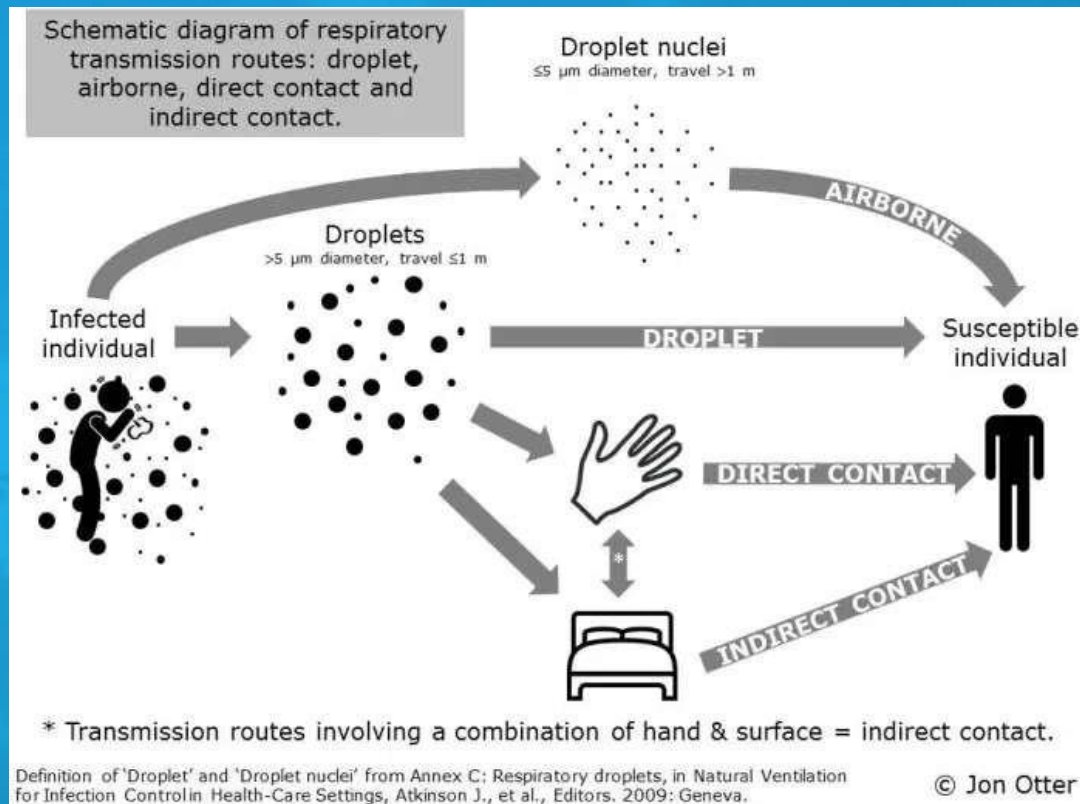 Schematic diagram of respiratory
transmission routes: droplet,
airborne, direct contact and
indirect contact.
Droplet nuclei
≤5 μm diameter, travel >1 m
AIRBORNE
Droplets
>5 μm diameter, travel ≤1 m
Infected
individual
DROPLET
Susceptible
individual
DIRECT CONTACT
*
INDIRECT CONTACT
* Transmission routes involving a combination of hand & surface = indirect contact.
Definition of 'Droplet' and 'Droplet nuclei' from Annex C: Respiratory droplets, in Natural Ventilation
for Infection Controlin Health-Care Settings, Atkinson J., et al., Editors. 2009: Geneva.
© Jon Otter